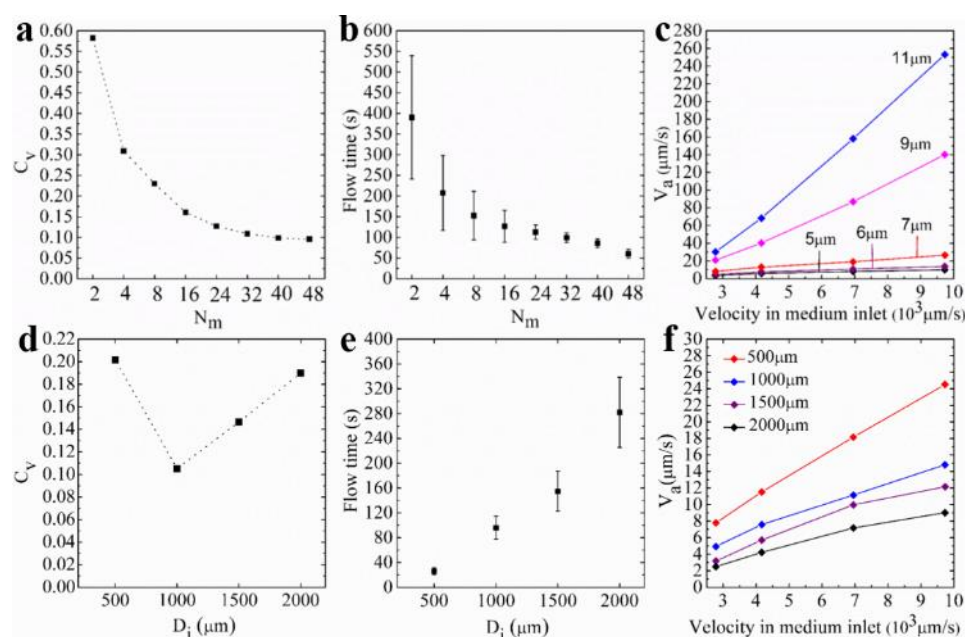 a
0.60
0.55
0.50
0.45
0.40
0.35
0.30
0.25
0.20
0.15
0.10
0.05
0.00
C_v
2 4 8 16 24 32 40 48
N_m
b
600
550
500
450
400
350
300
250
200
150
100
50
0
Flow time (s)
2 4 8 16 24 32 40 48
N_m
c
280
260
240
220
200
180
160
140
120
100
80
60
40
20
0
V_a (μm/s)
11μm
9μm
7μm
6μm
5μm
3 4 5 6 7 8 9 10
Velocity in medium inlet (10³μm/s)
d
0.22
0.20
0.18
0.16
0.14
0.12
0.10
0.08
0.06
0.04
0.02
0.00
C_v
500 1000 1500 2000
D_i (μm)
e
400
360
320
280
240
200
160
120
80
40
0
Flow time (s)
500 1000 1500 2000
D_i (μm)
f
30
28
26
24
22
20
18
16
14
12
10
8
6
4
2
0
V_a(μm/s)
500μm
1000μm
1500μm
2000μm
3 4 5 6 7 8 9 10
Velocity in medium inlet (10³μm/s)